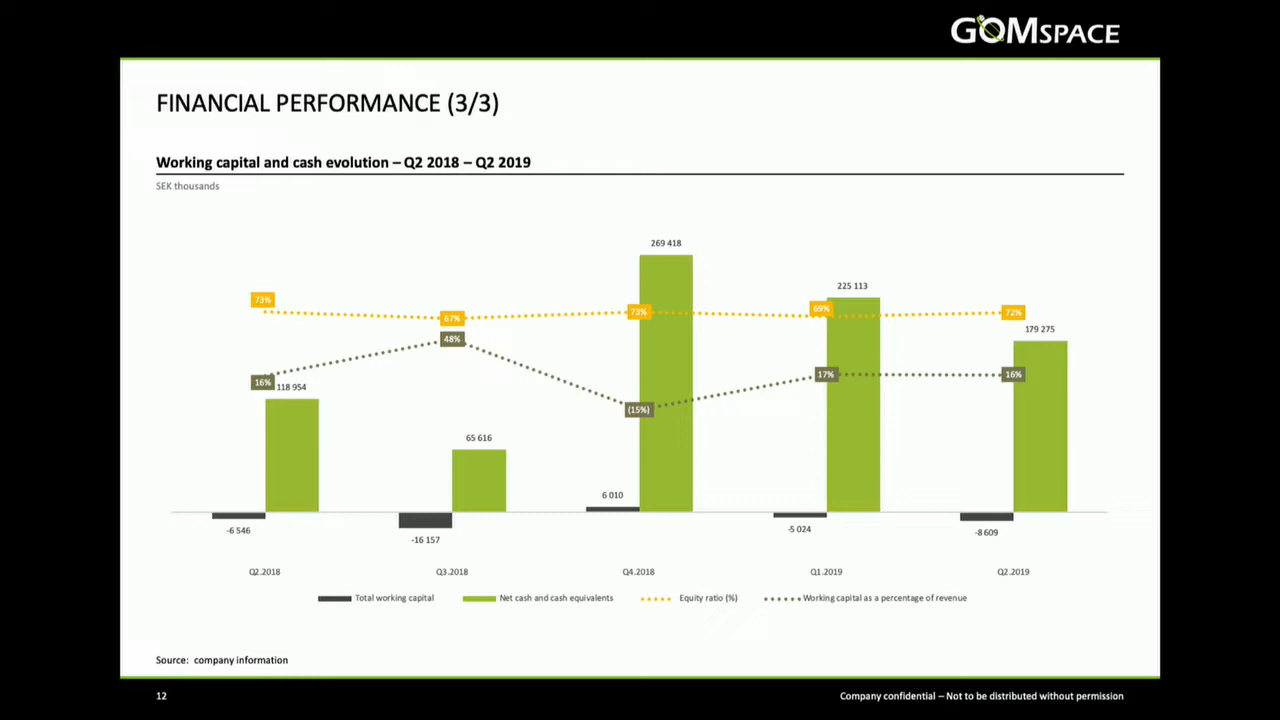 GOMSPACE
FINANCIAL PERFORMANCE (3/3)
Working capital and cash evolution – Q2 2018 – Q2 2019
SEK thousands
269 418
225 113
73%
67%
73%
69%
72%
179 275
48%
16%
118 954
(15%)
17%
16%
65 616
6 010
-6 546
-16 157
-5 024
-8 609
Q2.2018 Q3.2018 Q4.2018 Q1.2019 Q2.2019
Total working capital Net cash and cash equivalents Equity ratio (%) Working capital as a percentage of revenue
Source: company information
12 Company confidential – Not to be distributed without permission